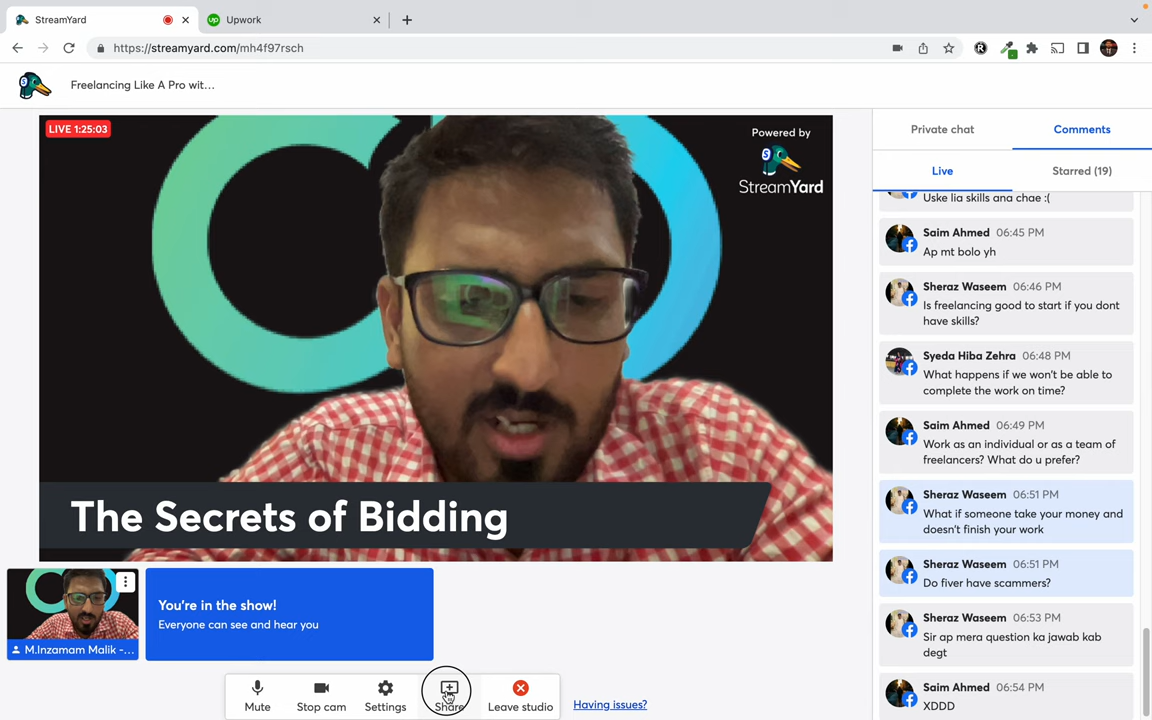 StreamYard
Upwork
https://streamyard.com/mh4f97rsch
Freelancing Like A Pro wit...
LIVE 1:25:03
Powered by
StreamYard
The Secrets of Bidding
M.Inzamam Malik -...
You're in the show!
Everyone can see and hear you
Mute
Stop cam
Settings
Share
Leave studio
Having issues?
Private chat
Comments
Live
Starred (19)
Uske lia skills ana chae :(
Saim Ahmed 06:45 PM
Ap mt bolo yh
Sheraz Waseem 06:46 PM
Is freelancing good to start if you dont
have skills?
Syeda Hiba Zehra 06:48 PM
What happens if we won't be able to
complete the work on time?
Saim Ahmed 06:49 PM
Work as an individual or as a team of
freelancers? What do u prefer?
Sheraz Waseem 06:51 PM
What if someone take your money and
doesn't finish your work
Sheraz Waseem 06:51 PM
Do fiver have scammers?
Sheraz Waseem 06:53 PM
Sir ap mera question ka jawab kab
degt
Saim Ahmed 06:54 PM
XDDD